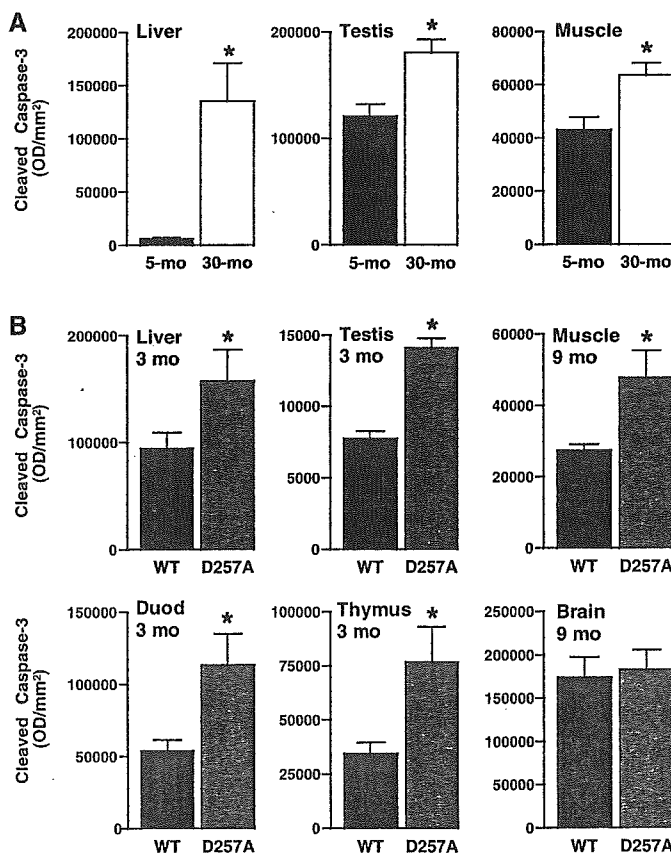 A
Cleaved Caspase-3
(OD/mm²)
Liver
200000
150000
100000
50000
0
*
5-mo
30-mo
Testis
200000
100000
0
*
5-mo
30-mo
Muscle
80000
60000
40000
20000
0
*
5-mo
30-mo
B
Cleaved Caspase-3
(OD/mm²)
Liver
3 mo
200000
100000
0
*
WT
D257A
Testis
3 mo
15000
10000
5000
0
*
WT
D257A
Muscle
9 mo
60000
40000
20000
0
*
WT
D257A
Cleaved Caspase-3
(OD/mm²)
Duod
3 mo
150000
100000
50000
0
*
WT
D257A
Thymus
3 mo
100000
75000
50000
25000
0
*
WT
D257A
Brain
9 mo
250000
200000
150000
100000
50000
0
WT
D257A